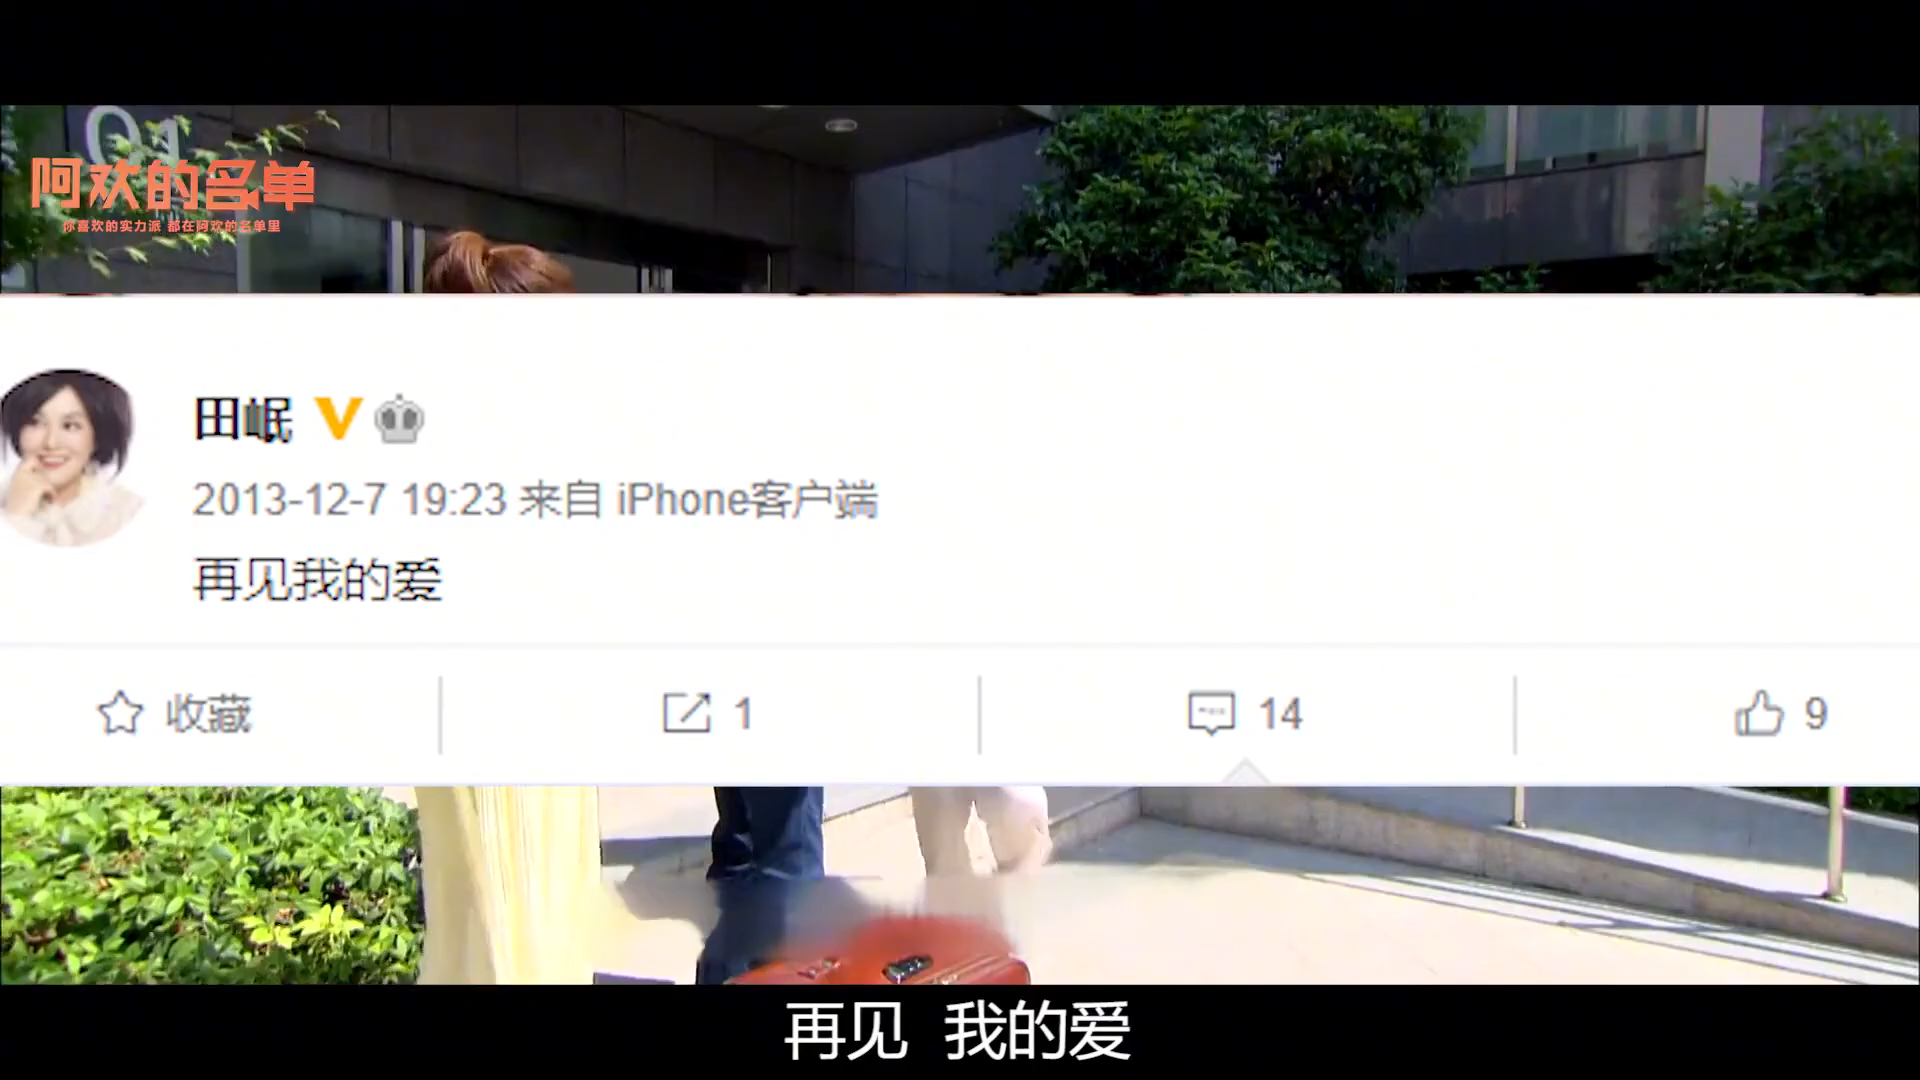 01
阿欢的名单
你喜欢的实力派 都在阿欢的名单里
田岷
2013-12-7 19:23 来自 iPhone客户端
再见我的爱
收藏
1
14
9
再见 我的爱